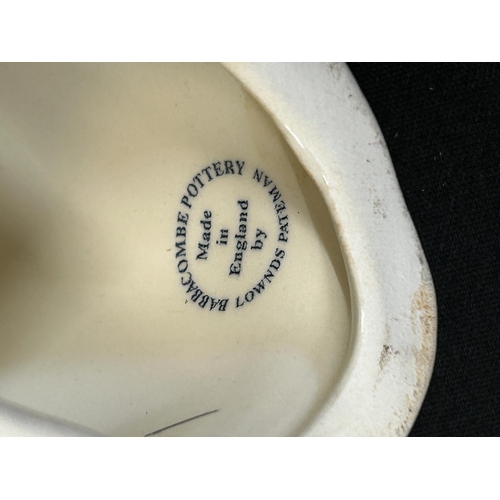 BABBACOMBE POTTERY
Made
in
England
by
LOWNDS PATEMAN